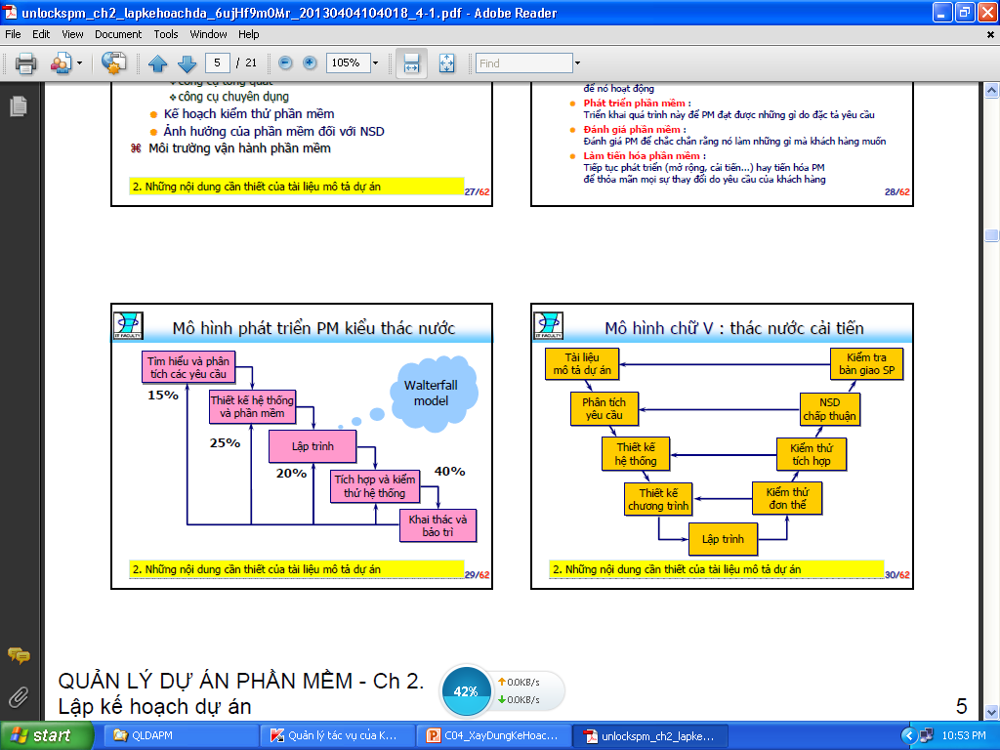 unlockspm_ch2_lapkehoachda_6ujHf9m0Mr_20130404104018_4-1.pdf - Adobe Reader
File Edit View Document Tools Window Help
5 / 21 105% Find
công cụ tổng quát
công cụ chuyên dụng
Kế hoạch kiểm thử phần mềm
Ảnh hưởng của phần mềm đối với NSD
Môi trường vận hành phần mềm
2. Những nội dung cần thiết của tài liệu mô tả dự án
27/62
để nó hoạt động
Phát triển phần mềm :
Triển khai quá trình này để PM đạt được những gì do đặc tả yêu cầu
Đánh giá phần mềm :
Đánh giá PM để chắc chắn rằng nó làm những gì mà khách hàng muốn
Làm tiến hóa phần mềm :
Tiếp tục phát triển (mở rộng, cải tiến...) hay tiến hóa PM
để thỏa mãn mọi sự thay đổi do yêu cầu của khách hàng
28/62
IT FACULTY
Mô hình phát triển PM kiểu thác nước
Tìm hiểu và phân
tích các yêu cầu
15%
Thiết kế hệ thống
và phần mềm
25%
Lập trình
20%
Tích hợp và kiểm
thử hệ thống
40%
Khai thác và
bảo trì
Walterfall
model
2. Những nội dung cần thiết của tài liệu mô tả dự án
29/62
IT FACULTY
Mô hình chữ V : thác nước cải tiến
Tài liệu
mô tả dự án
Phân tích
yêu cầu
Thiết kế
hệ thống
Thiết kế
chương trình
Lập trình
Kiểm thử
đơn thể
Kiểm thử
tích hợp
NSD
chấp thuận
Kiểm tra
bàn giao SP
2. Những nội dung cần thiết của tài liệu mô tả dự án
30/62
QUẢN LÝ DỰ ÁN PHẦN MỀM - Ch 2.
Lập kế hoạch dự án
5
42%
0.0KB/s
0.0KB/s
start
QLDAPM
Quản lý tác vụ của K...
C04_XayDungKeHoac...
unlockspm_ch2_lapke...
10:53 PM